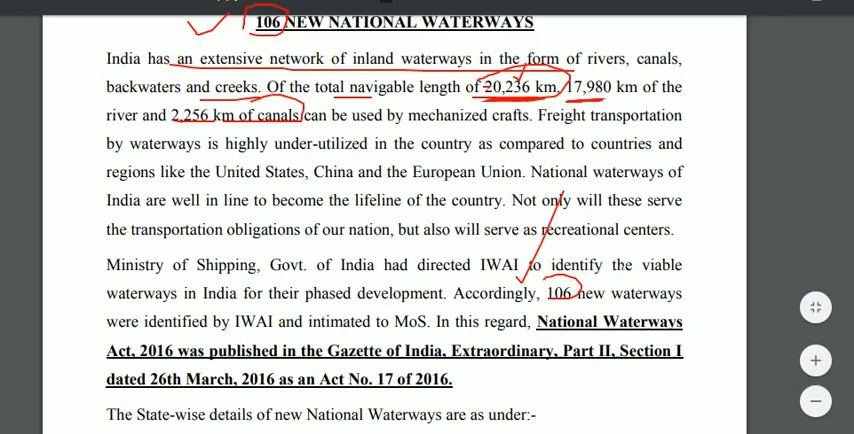 106 NEW NATIONAL WATERWAYS
India has an extensive network of inland waterways in the form of rivers, canals,
backwaters and creeks. Of the total navigable length of 20,236 km, 17,980 km of the
river and 2,256 km of canals can be used by mechanized crafts. Freight transportation
by waterways is highly under-utilized in the country as compared to countries and
regions like the United States, China and the European Union. National waterways of
India are well in line to become the lifeline of the country. Not only will these serve
the transportation obligations of our nation, but also will serve as recreational centers.
Ministry of Shipping, Govt. of India had directed IWAI to identify the viable
waterways in India for their phased development. Accordingly, 106 new waterways
were identified by IWAI and intimated to MoS. In this regard, National Waterways
Act, 2016 was published in the Gazette of India, Extraordinary, Part II, Section I
dated 26th March, 2016 as an Act No. 17 of 2016.
The State-wise details of new National Waterways are as under:-